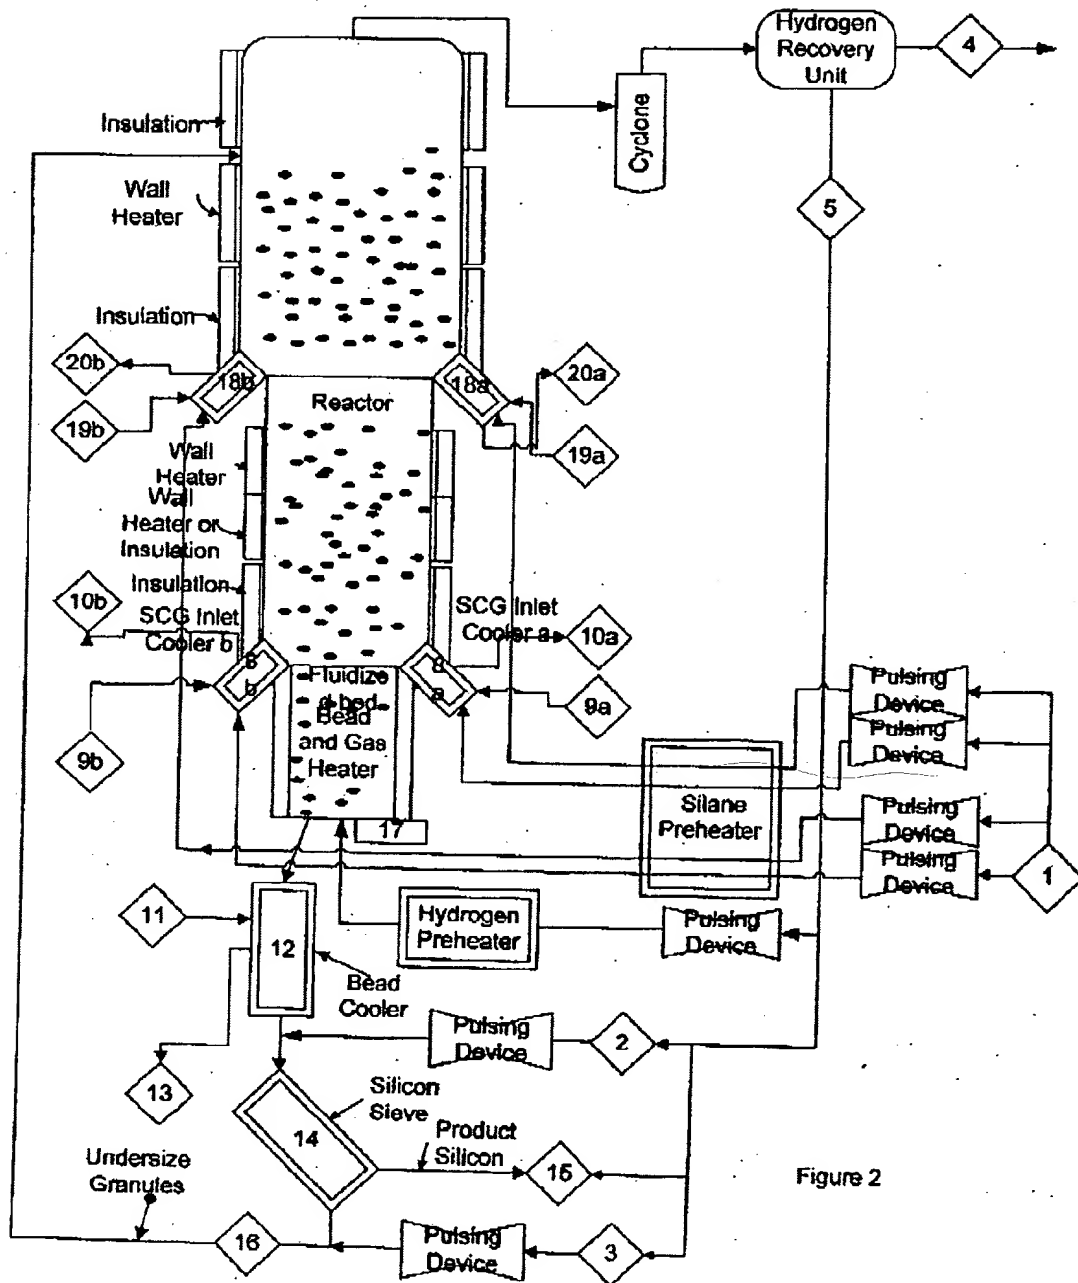 Hydrogen
Recovery
Unit
4
Cyclone
Insulation
Wall
Heater
5
Insulation
20b
18b
18a
20a
Reactor
19b
19a
Wall
Heater
Wall
Heater or
Insulation
Insulation
10b
SCG Inlet
Cooler b
SCG Inlet
Cooler a
10a
8
b
8
a
Fluidize
d bed
Bead
and Gas
Heater
9a
9b
Pulsing
Device
Pulsing
Device
Silane
Preheater
Pulsing
Device
Pulsing
Device
1
17
11
12
Hydrogen
Preheater
Pulsing
Device
Bead
Cooler
Pulsing
Device
2
13
Silicon
Sieve
14
Product
Silicon
15
Undersize
Granules
Figure 2
16
Pulsing
Device
3